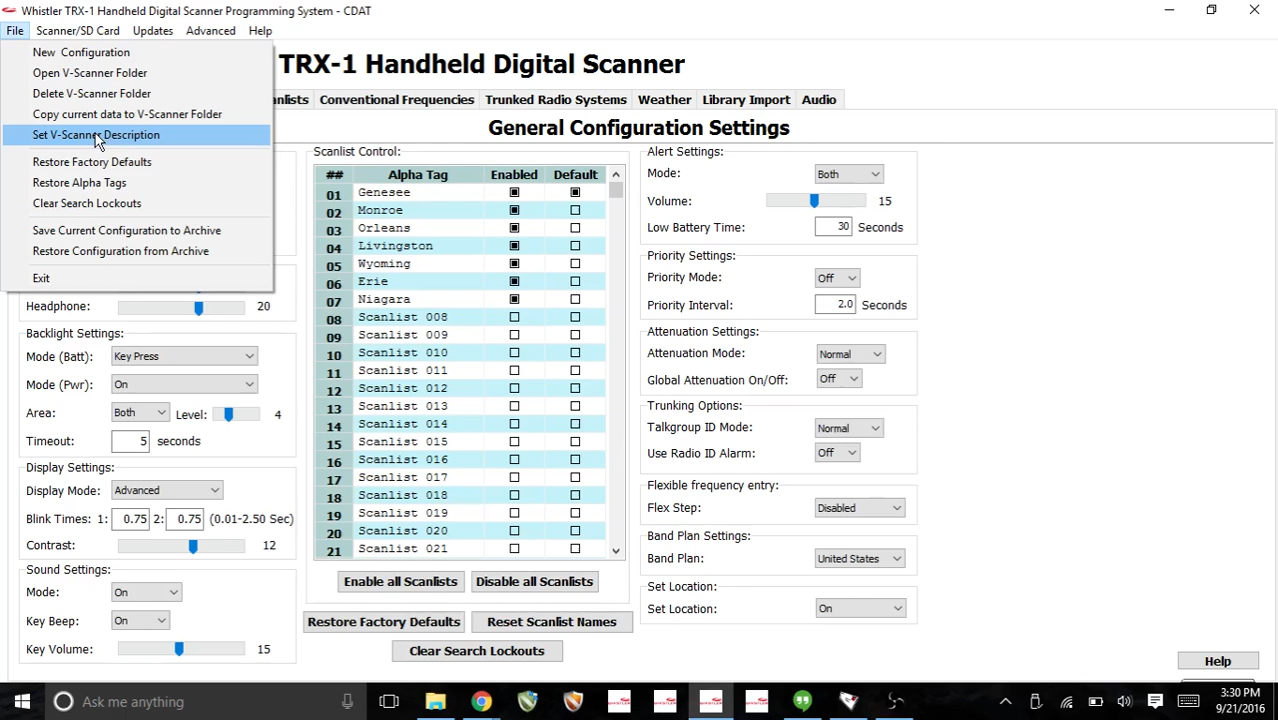 Whistler TRX-1 Handheld Digital Scanner Programming System - CDAT
File Scanner/SD Card Updates Advanced Help
New Configuration
Open V-Scanner Folder
Delete V-Scanner Folder
Copy current data to V-Scanner Folder
Set V-Scanner Description
Restore Factory Defaults
Restore Alpha Tags
Clear Search Lockouts
Save Current Configuration to Archive
Restore Configuration from Archive
Exit
TRX-1 Handheld Digital Scanner
Conventional Frequencies Trunked Radio Systems Weather Library Import Audio
General Configuration Settings
Headphone: 20
Backlight Settings:
Mode (Batt): Key Press
Mode (Pwr): On
Area: Both Level: 4
Timeout: 5 seconds
Display Settings:
Display Mode: Advanced
Blink Times: 1: 0.75 2: 0.75 (0.01-2.50 Sec)
Contrast: 12
Sound Settings:
Mode: On
Key Beep: On
Key Volume: 15
Scanlist Control:
## Alpha Tag Enabled Default
01 Genesee
02 Monroe
03 Orleans
04 Livingston
05 Wyoming
06 Erie
07 Niagara
08 Scanlist 008
09 Scanlist 009
10 Scanlist 010
11 Scanlist 011
12 Scanlist 012
13 Scanlist 013
14 Scanlist 014
15 Scanlist 015
16 Scanlist 016
17 Scanlist 017
18 Scanlist 018
19 Scanlist 019
20 Scanlist 020
21 Scanlist 021
Enable all Scanlists Disable all Scanlists
Restore Factory Defaults Reset Scanlist Names
Clear Search Lockouts
Alert Settings:
Mode: Both
Volume: 15
Low Battery Time: 30 Seconds
Priority Settings:
Priority Mode: Off
Priority Interval: 2.0 Seconds
Attenuation Settings:
Attenuation Mode: Normal
Global Attenuation On/Off: Off
Trunking Options:
Talkgroup ID Mode: Normal
Use Radio ID Alarm: Off
Flexible frequency entry:
Flex Step: Disabled
Band Plan Settings:
Band Plan: United States
Set Location:
Set Location: On
Help
Ask me anything
3:30 PM
9/21/2016